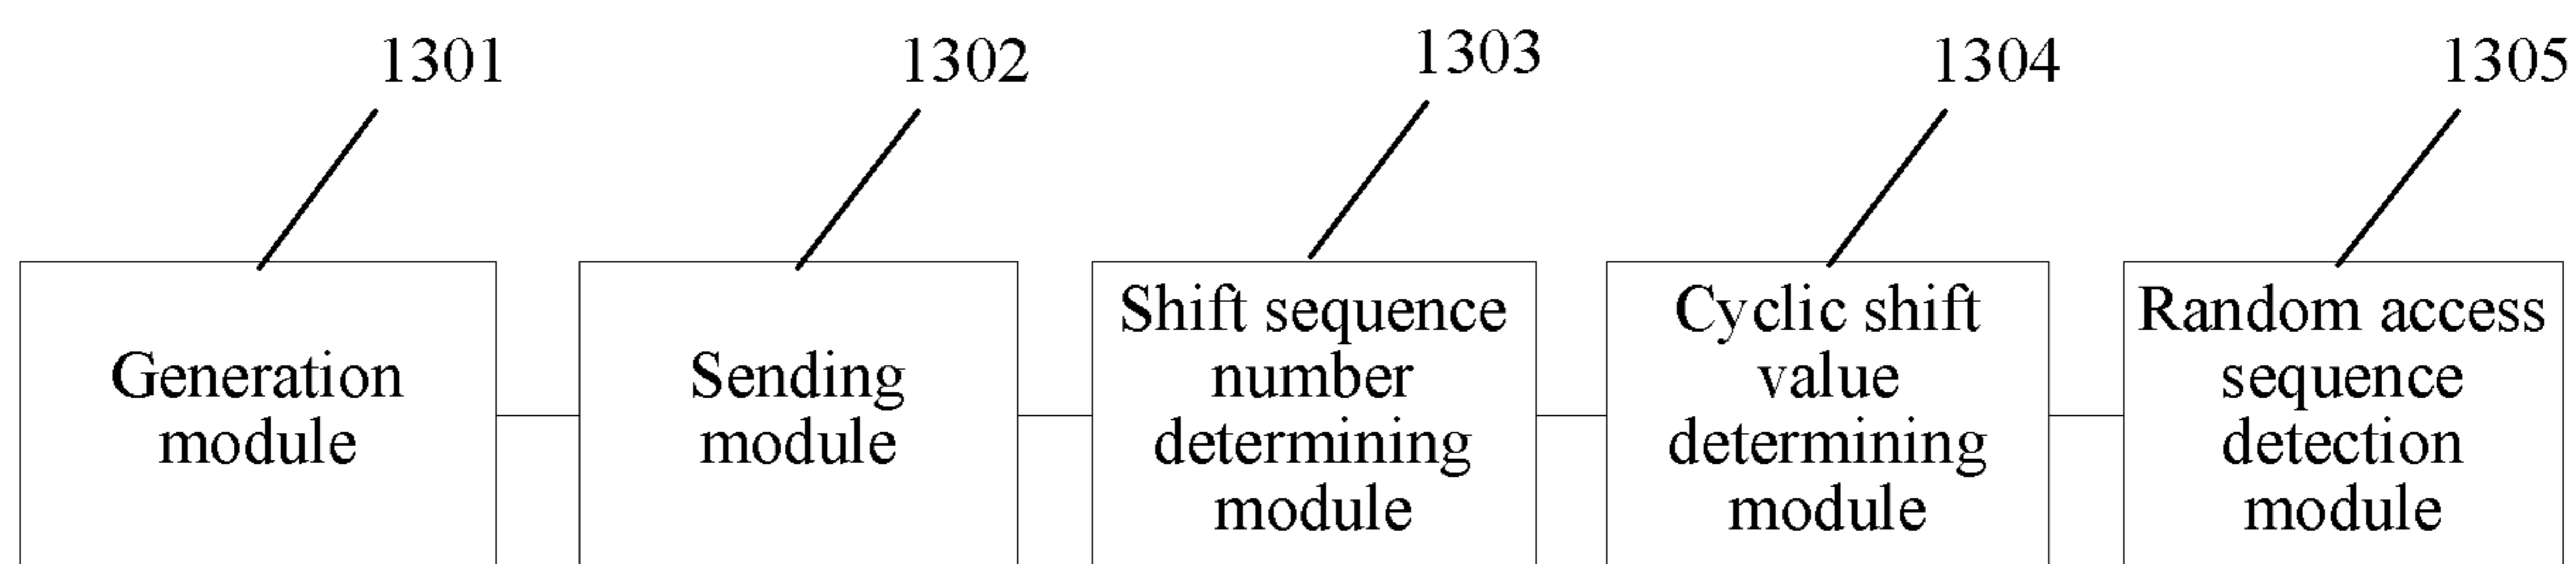 1301
1302
1303
1304
1305
Generation
module
Sending
module
Shift sequence
number
determining
module
Cyclic shift
value
determining
module
Random access
sequence
detection
module